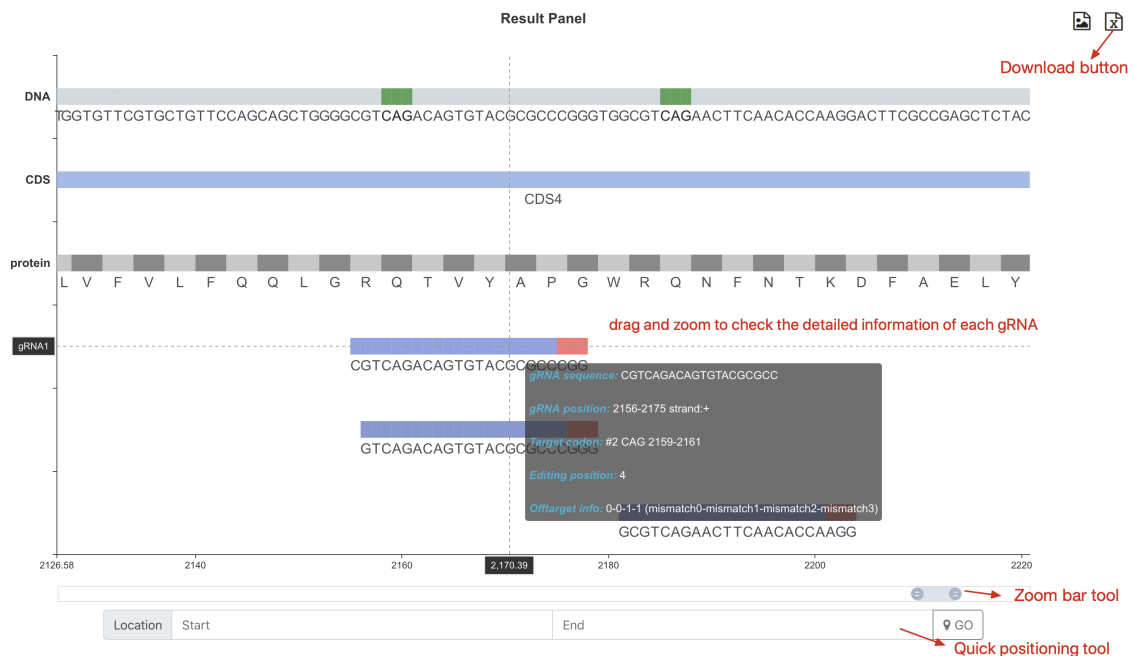 Result Panel
Download button
DNA
TGGTGTTCGTGCTGTTCCAGCAGCTGGGGCGTCAGACAGTGTACGCGCCCGGGTGGCGTCAGAACTTCAACACCAAGGACTTCGCCGAGCTCTAC
CDS
CDS4
protein
L V F V L F Q Q L G R Q T V Y A P G W R Q N F N T K D F A E L Y
drag and zoom to check the detailed information of each gRNA
gRNA1
CGTCAGACAGTGTACGCGCCCGG
gRNA sequence: CGTCAGACAGTGTACGCGCC
gRNA position: 2156-2175 strand:+
Target codon: #2 CAG 2159-2161
GTCAGACAGTGTACGCGCCCGGG
Editing position: 4
Offtarget info: 0-0-1-1 (mismatch0-mismatch1-mismatch2-mismatch3)
GCGTCAGAACTTCAACACCAAGG
2126.58 2140 2160 2,170.39 2180 2200 2220
Zoom bar tool
Location Start End GO
Quick positioning tool